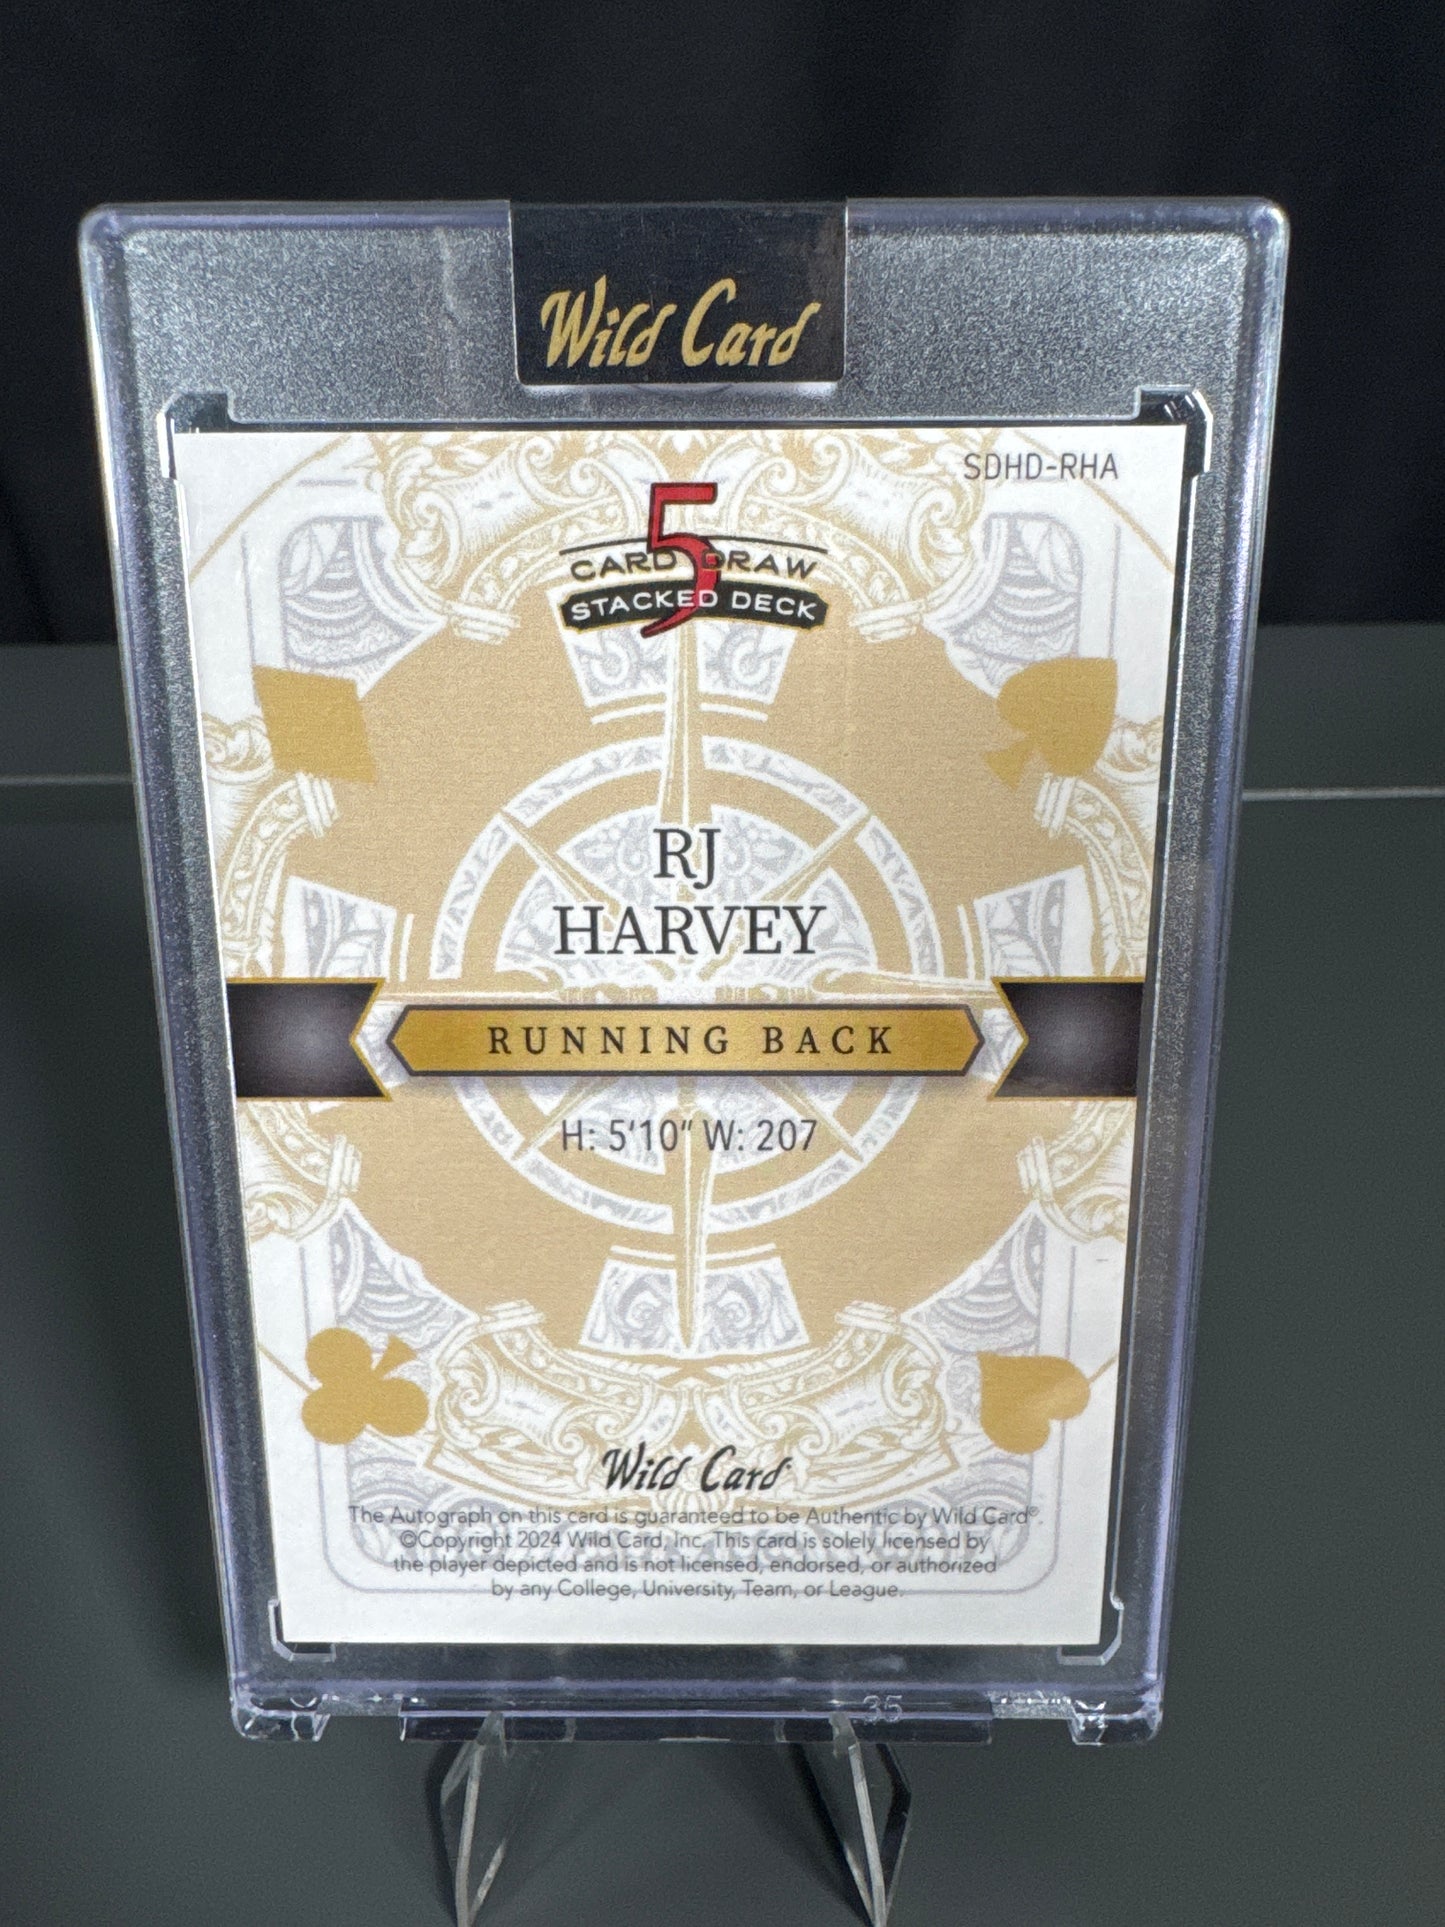 Wild Card
SDHD-RHA
5
CARD DRAW
STACKED DECK
RJ
HARVEY
RUNNING BACK
H: 5'10" W: 207
Wild Card
The Autograph on this card is guaranteed to be Authentic by Wild Card®.
©Copyright 2024 Wild Card, Inc. This card is solely licensed by
the player depicted and is not licensed, endorsed, or authorized
by any College, University, Team, or League.
35